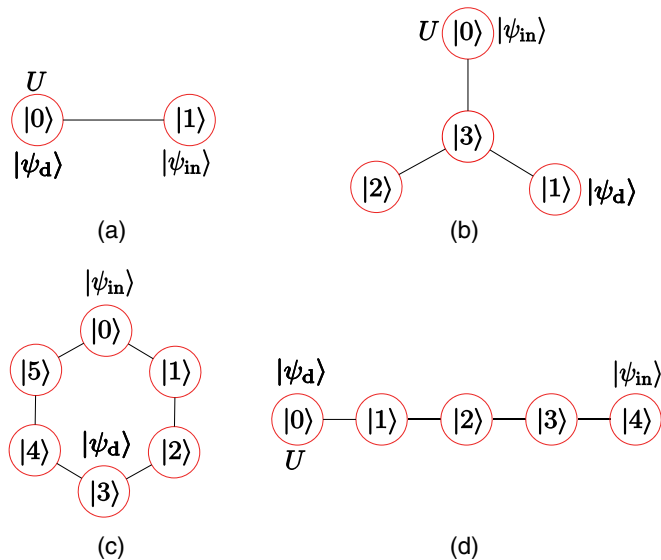 U
|0⟩ |1⟩
|ψd⟩ |ψin⟩
(a)
U |0⟩ |ψin⟩
|3⟩
|2⟩ |1⟩ |ψd⟩
(b)
|ψin⟩
|0⟩
|5⟩ |1⟩
|4⟩ |ψd⟩ |2⟩
|3⟩
(c)
|ψd⟩ |ψin⟩
|0⟩ |1⟩ |2⟩ |3⟩ |4⟩
U
(d)